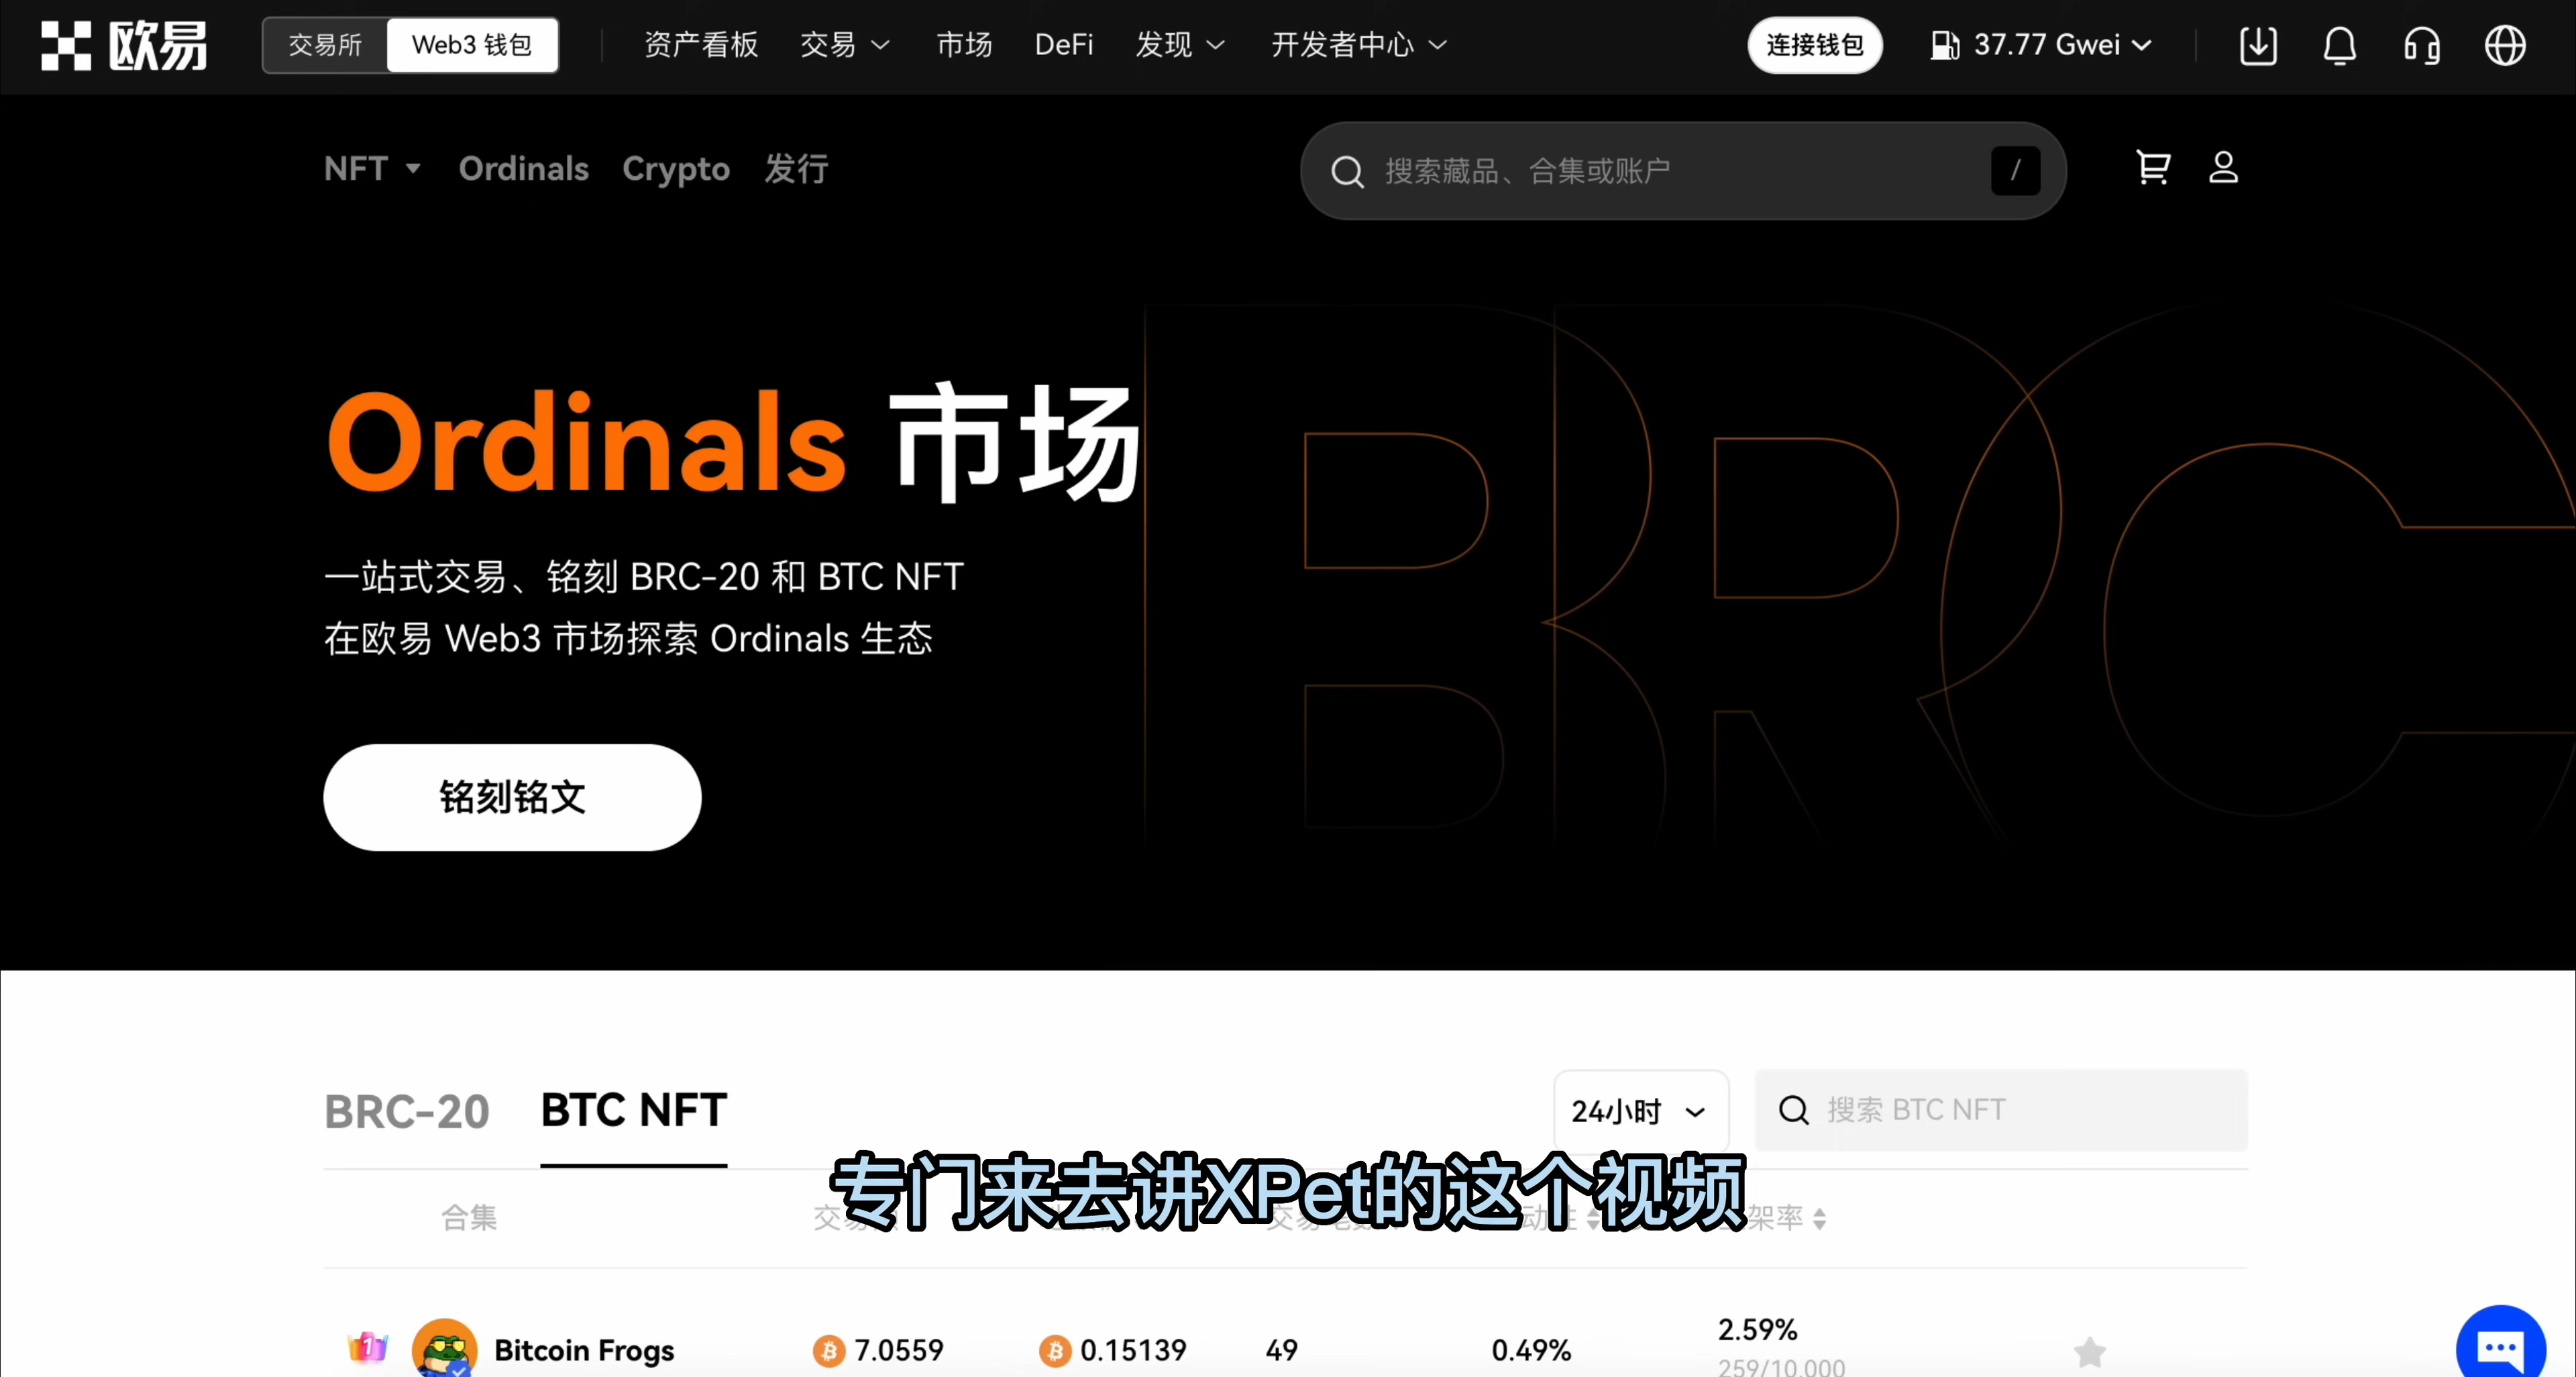 欧易 交易所 Web3 钱包 资产看板 交易 市场 DeFi 发现 开发者中心 连接钱包 37.77 Gwei
NFT Ordinals Crypto 发行 搜索藏品、合集或账户 /
BRC
Ordinals 市场
一站式交易、铭刻 BRC-20 和 BTC NFT
在欧易 Web3 市场探索 Ordinals 生态
铭刻铭文
BRC-20 BTC NFT 24小时 搜索 BTC NFT
专门来去讲XPet的这个视频
合集 架率
1 Bitcoin Frogs 7.0559 0.15139 49 0.49% 2.59%
259/10,000